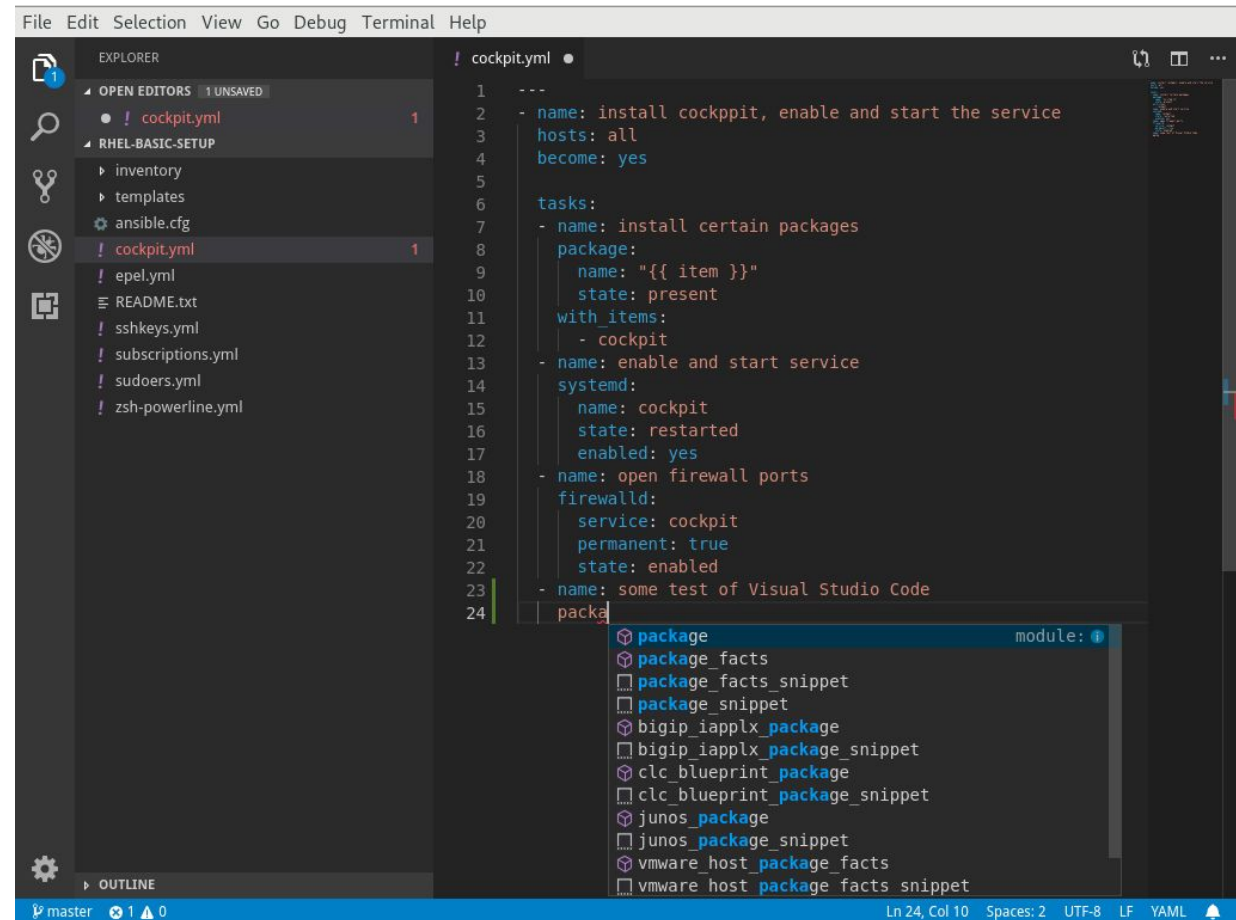 File Edit Selection View Go Debug Terminal Help
1
EXPLORER
OPEN EDITORS 1 UNSAVED
! cockpit.yml 1
RHEL-BASIC-SETUP
inventory
templates
ansible.cfg
! cockpit.yml 1
! epel.yml
README.txt
! sshkeys.yml
! subscriptions.yml
! sudoers.yml
! zsh-powerline.yml
OUTLINE
! cockpit.yml
1 ---
2 - name: install cockppit, enable and start the service
3 hosts: all
4 become: yes
5
6 tasks:
7 - name: install certain packages
8 package:
9 name: "{{ item }}"
10 state: present
11 with_items:
12 - cockpit
13 - name: enable and start service
14 systemd:
15 name: cockpit
16 state: restarted
17 enabled: yes
18 - name: open firewall ports
19 firewalld:
20 service: cockpit
21 permanent: true
22 state: enabled
23 - name: some test of Visual Studio Code
24 packa
package module:
package_facts
package_facts_snippet
package_snippet
bigip_iapplx_package
bigip_iapplx_package_snippet
clc_blueprint_package
clc_blueprint_package_snippet
junos_package
junos_package_snippet
vmware_host_package_facts
vmware_host_package_facts_snippet
master 1 0 Ln 24, Col 10 Spaces: 2 UTF-8 LF YAML